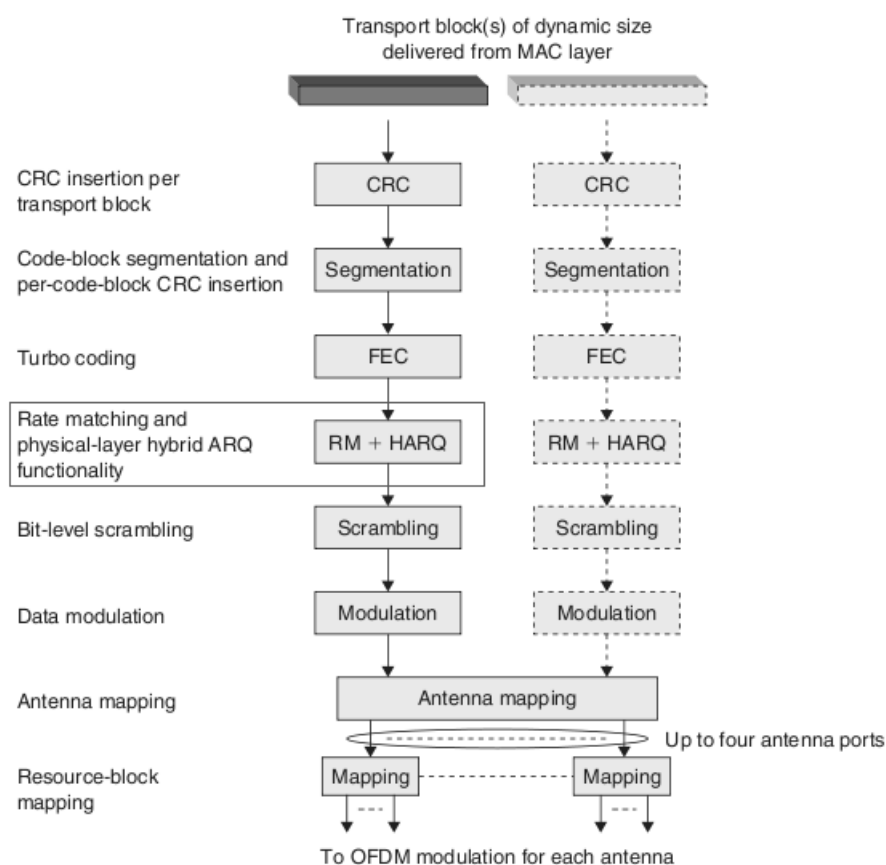 Transport block(s) of dynamic size
delivered from MAC layer
CRC insertion per
transport block
CRC
CRC
Code-block segmentation and
per-code-block CRC insertion
Segmentation
Segmentation
Turbo coding
FEC
FEC
Rate matching and
physical-layer hybrid ARQ
functionality
RM + HARQ
RM + HARQ
Bit-level scrambling
Scrambling
Scrambling
Data modulation
Modulation
Modulation
Antenna mapping
Antenna mapping
Up to four antenna ports
Resource-block
mapping
Mapping
Mapping
To OFDM modulation for each antenna